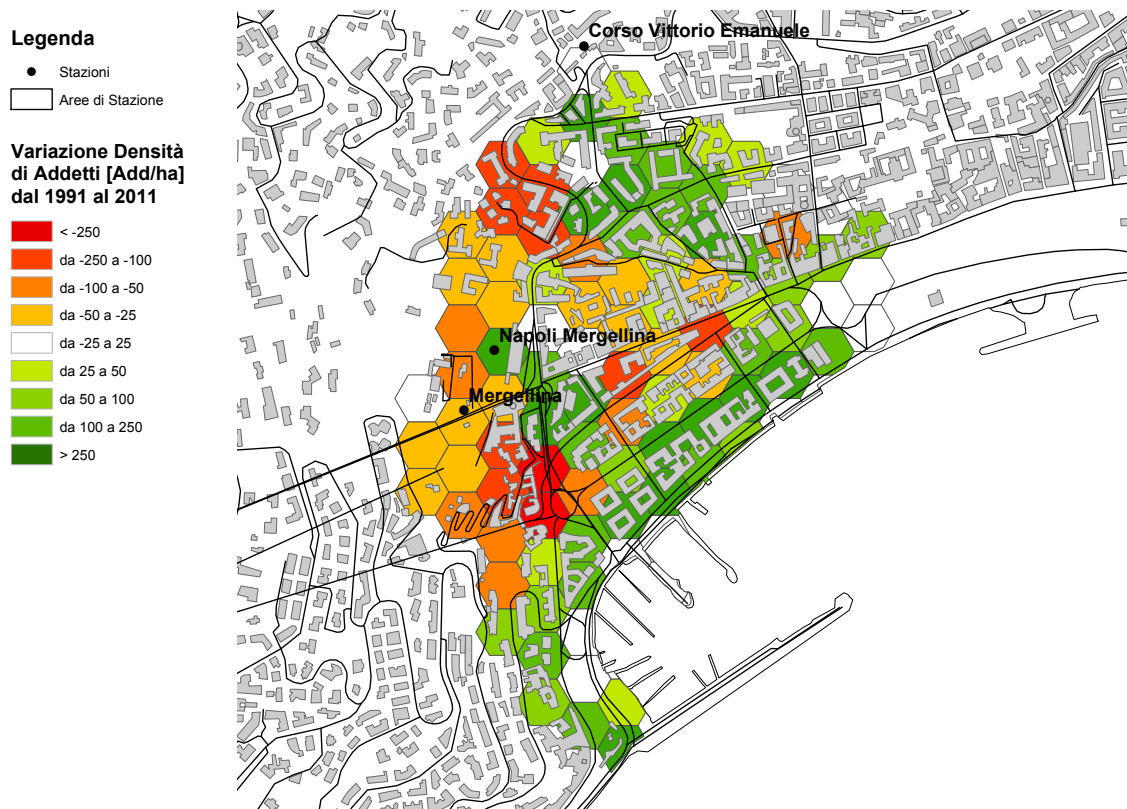 Legenda
Stazioni
Aree di Stazione
Variazione Densità
di Addetti [Add/ha]
dal 1991 al 2011
< -250
da -250 a -100
da -100 a -50
da -50 a -25
da -25 a 25
da 25 a 50
da 50 a 100
da 100 a 250
> 250
Corso Vittorio Emanuele
Napoli Mergellina
Mergellina